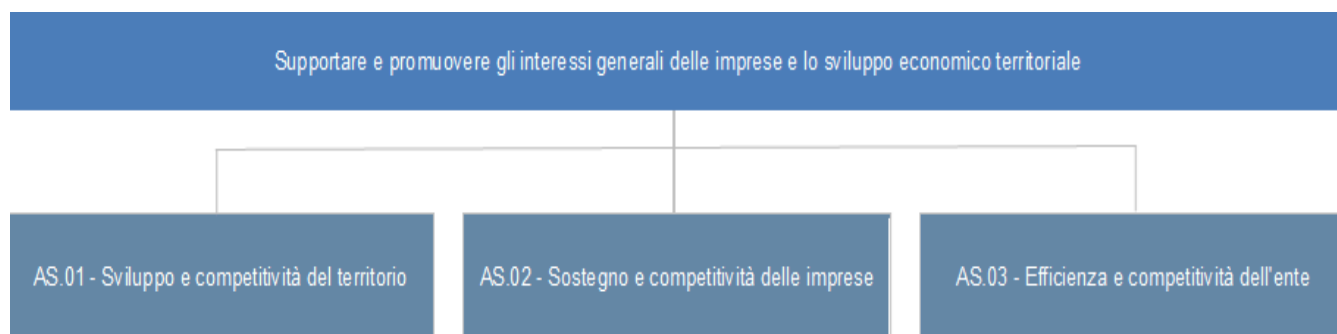 Supportare e promuovere gli interessi generali delle imprese e lo sviluppo economico territoriale
AS.01 - Sviluppo e competitività del territorio
AS.02 - Sostegno e competitività delle imprese
AS.03 - Efficienza e competitività dell'ente